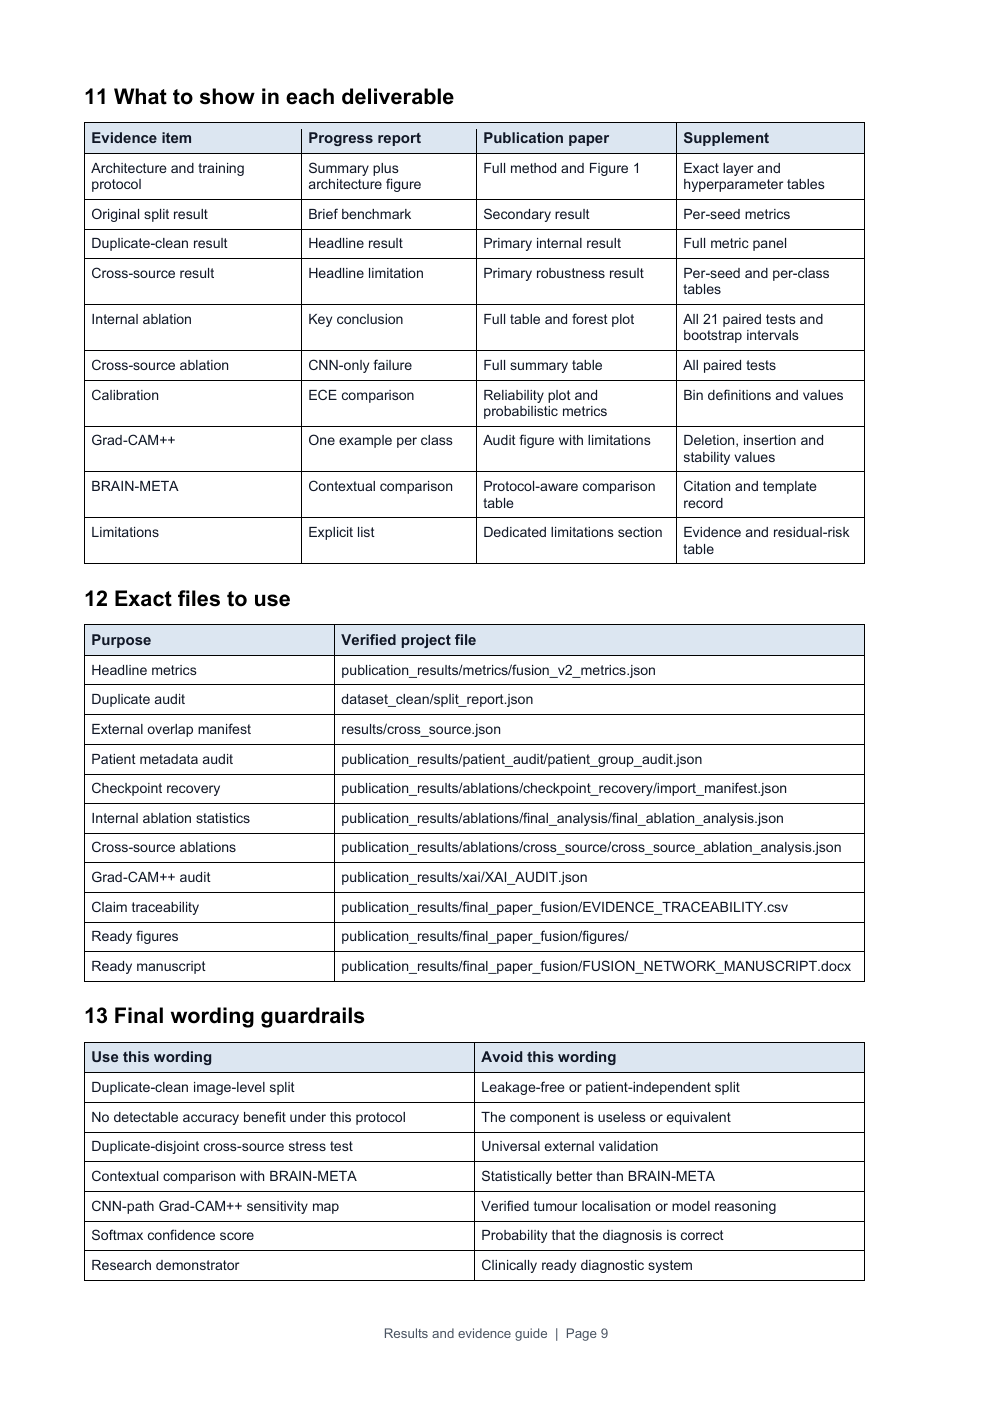 11 What to show in each deliverable
Evidence item Progress report Publication paper Supplement
Architecture and training protocol Summary plus architecture figure Full method and Figure 1 Exact layer and hyperparameter tables
Original split result Brief benchmark Secondary result Per-seed metrics
Duplicate-clean result Headline result Primary internal result Full metric panel
Cross-source result Headline limitation Primary robustness result Per-seed and per-class tables
Internal ablation Key conclusion Full table and forest plot All 21 paired tests and bootstrap intervals
Cross-source ablation CNN-only failure Full summary table All paired tests
Calibration ECE comparison Reliability plot and probabilistic metrics Bin definitions and values
Grad-CAM++ One example per class Audit figure with limitations Deletion, insertion and stability values
BRAIN-META Contextual comparison Protocol-aware comparison table Citation and template record
Limitations Explicit list Dedicated limitations section Evidence and residual-risk table
12 Exact files to use
Purpose Verified project file
Headline metrics publication_results/metrics/fusion_v2_metrics.json
Duplicate audit dataset_clean/split_report.json
External overlap manifest results/cross_source.json
Patient metadata audit publication_results/patient_audit/patient_group_audit.json
Checkpoint recovery publication_results/ablations/checkpoint_recovery/import_manifest.json
Internal ablation statistics publication_results/ablations/final_analysis/final_ablation_analysis.json
Cross-source ablations publication_results/ablations/cross_source/cross_source_ablation_analysis.json
Grad-CAM++ audit publication_results/xai/XAI_AUDIT.json
Claim traceability publication_results/final_paper_fusion/EVIDENCE_TRACEABILITY.csv
Ready figures publication_results/final_paper_fusion/figures/
Ready manuscript publication_results/final_paper_fusion/FUSION_NETWORK_MANUSCRIPT.docx
13 Final wording guardrails
Use this wording Avoid this wording
Duplicate-clean image-level split Leakage-free or patient-independent split
No detectable accuracy benefit under this protocol The component is useless or equivalent
Duplicate-disjoint cross-source stress test Universal external validation
Contextual comparison with BRAIN-META Statistically better than BRAIN-META
CNN-path Grad-CAM++ sensitivity map Verified tumour localisation or model reasoning
Softmax confidence score Probability that the diagnosis is correct
Research demonstrator Clinically ready diagnostic system
Results and evidence guide | Page 9